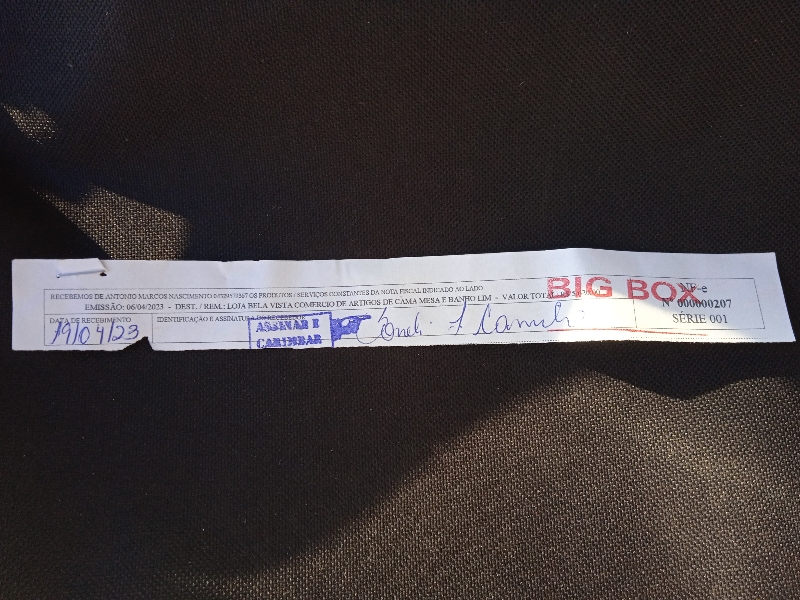 RECEBEMOS DE ANTONIO MARCOS NASCIMENTO OS PRODUTOS / SERVIÇOS CONSTANTES DA NOTA FISCAL INDICADO AO LADO
EMISSÃO: 06/04/2023 - DEST. / REM.: LOJA BELA VISTA COMERCIO DE ARTIGOS DE CAMA MESA E BANHO LIM - VALOR TOTAL: R$
BIG BOX
NF-e
Nº 000000207
SÉRIE 001
DATA DE RECEBIMENTO
19/04/23
IDENTIFICAÇÃO E ASSINATURA DO RECEBEDOR
ASSINAR E
CARIMBAR